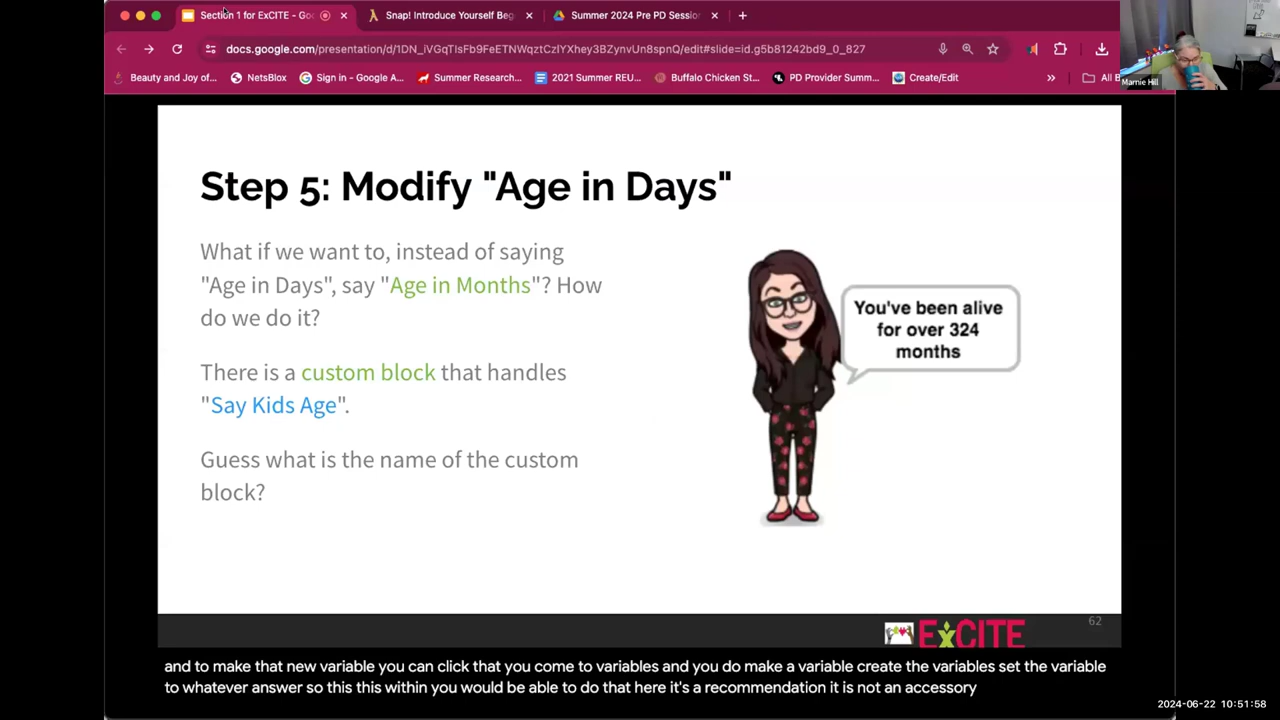 Section 1 for ExCITE - Goo
Snap! Introduce Yourself Beg
Summer 2024 Pre PD Sessio
docs.google.com/presentation/d/1DN_iVGqTIsFb9FeETNWqztCzIYXhey3BZynvUn8spnQ/edit#slide=id.g5b81242bd9_0_827
Beauty and Joy of...
NetsBlox
Sign in - Google A...
Summer Research...
2021 Summer REU...
Buffalo Chicken St...
PD Provider Summ...
Create/Edit
»
All B
Marnie Hill
Step 5: Modify "Age in Days"
What if we want to, instead of saying
"Age in Days", say "Age in Months"? How
do we do it?
There is a custom block that handles
"Say Kids Age".
Guess what is the name of the custom
block?
You've been alive
for over 324
months
ExCITE
62
and to make that new variable you can click that you come to variables and you do make a variable create the variables set the variable
to whatever answer so this this within you would be able to do that here it's a recommendation it is not an accessory
2024-06-22 10:51:58